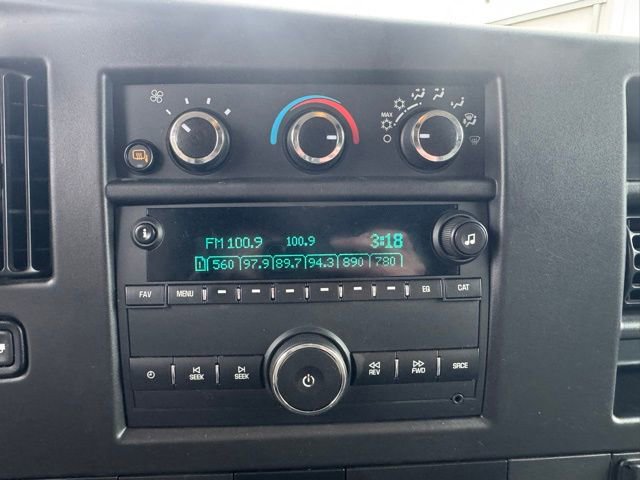 MAX
FM 100.9 100.9 3:18
1 560 97.9 89.7 94.3 890 780
FAV MENU EQ CAT
SEEK SEEK REV FWD SRCE